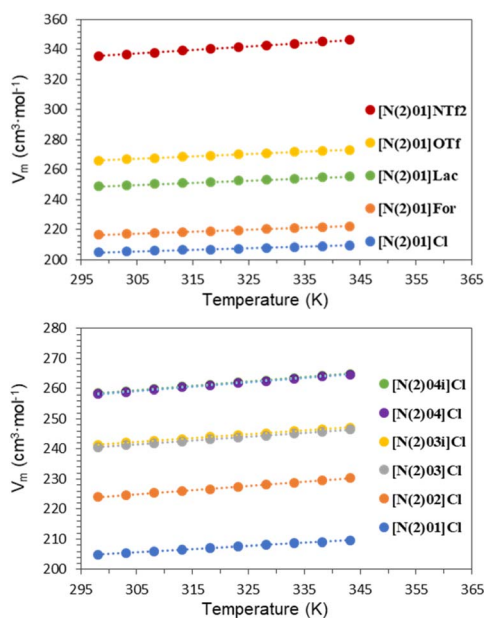 360
340
320
300
280
260
240
220
200
Vm (cm³·mol⁻¹)
[N(2)01]NTf2
[N(2)01]OTf
[N(2)01]Lac
[N(2)01]For
[N(2)01]Cl
295 305 315 325 335 345 355 365
Temperature (K)
280
270
260
250
240
230
220
210
200
Vm (cm³·mol⁻¹)
[N(2)04i]Cl
[N(2)04]Cl
[N(2)03i]Cl
[N(2)03]Cl
[N(2)02]Cl
[N(2)01]Cl
295 305 315 325 335 345 355 365
Temperature (K)